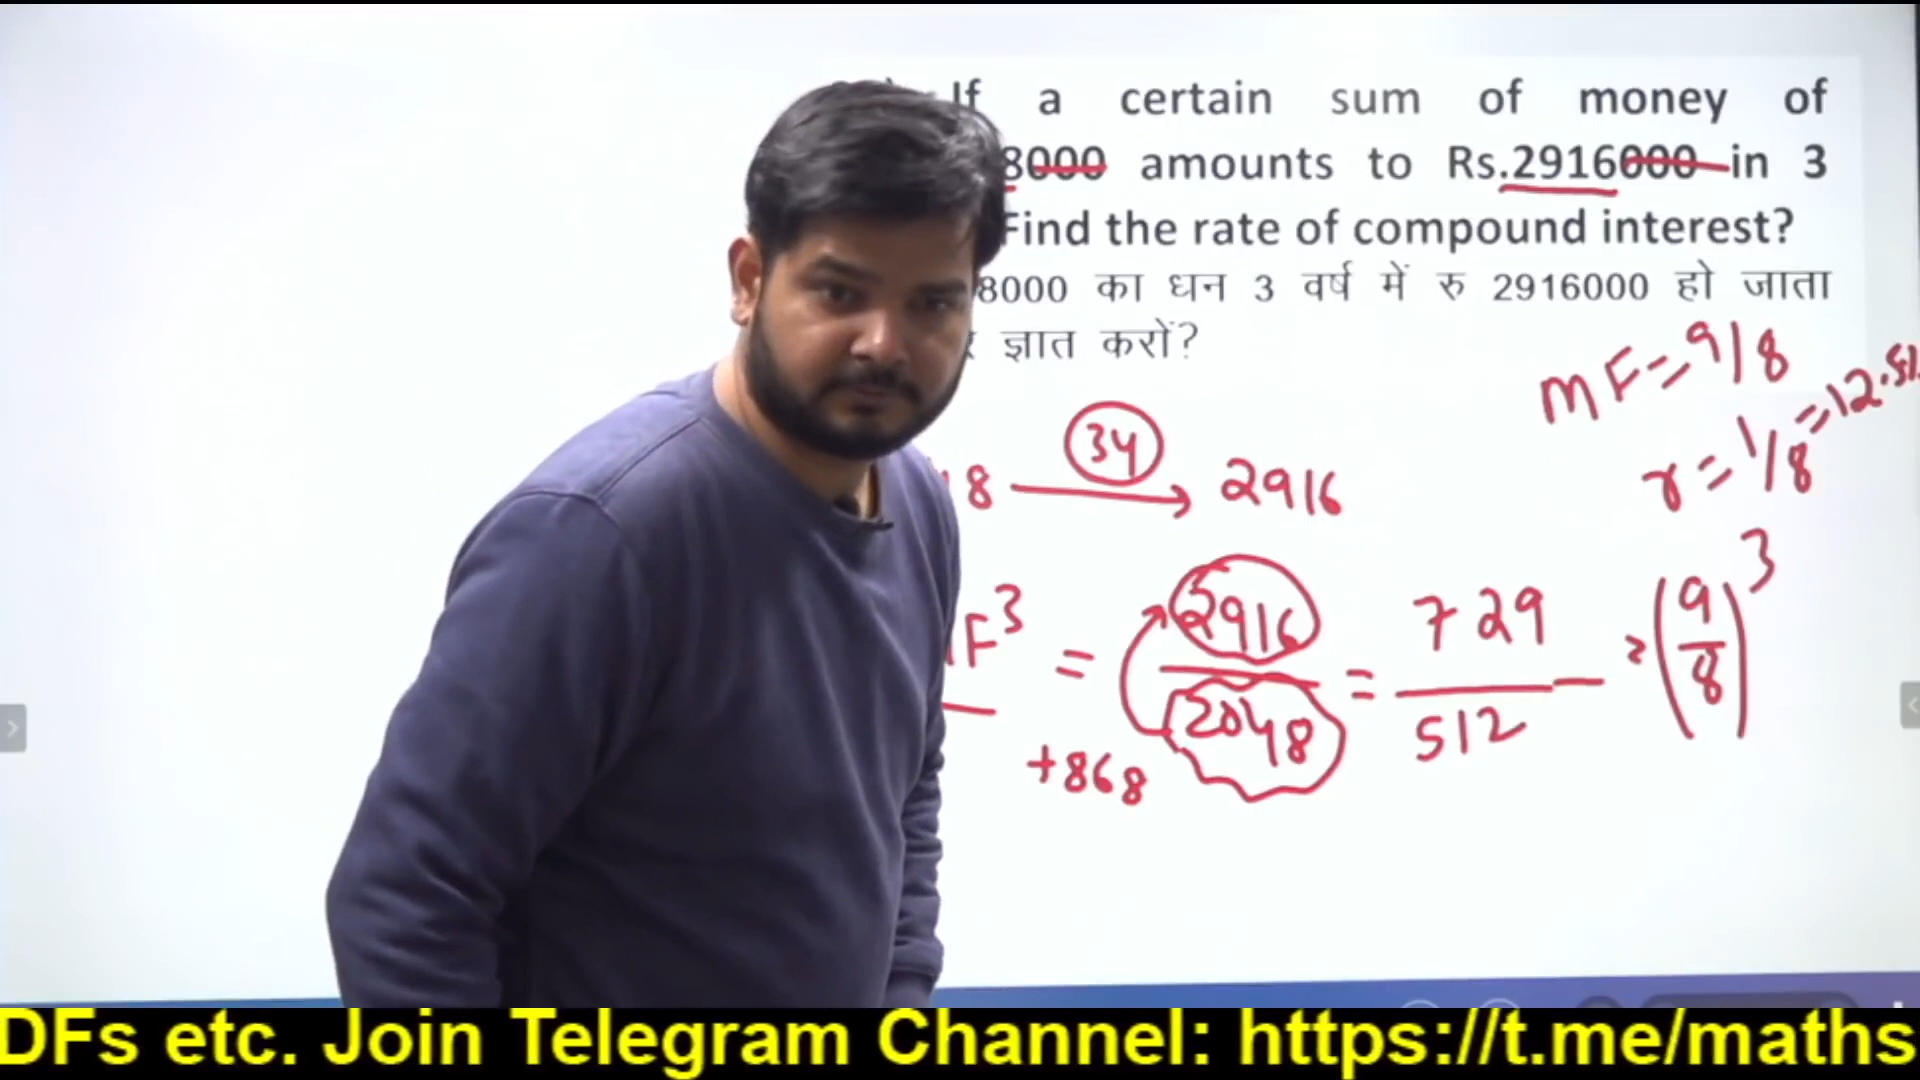 If a certain sum of money of
8000 amounts to Rs.2916000 in 3
Find the rate of compound interest?
8000 का धन 3 वर्ष में रु 2916000 हो जाता
ज्ञात करों?
MF = 9/8
r = 1/8 = 12.5%
8 3y 2916
F³ = 2916/2048 = 729/512 = (9/8)³
+868
DFs etc. Join Telegram Channel: https://t.me/maths